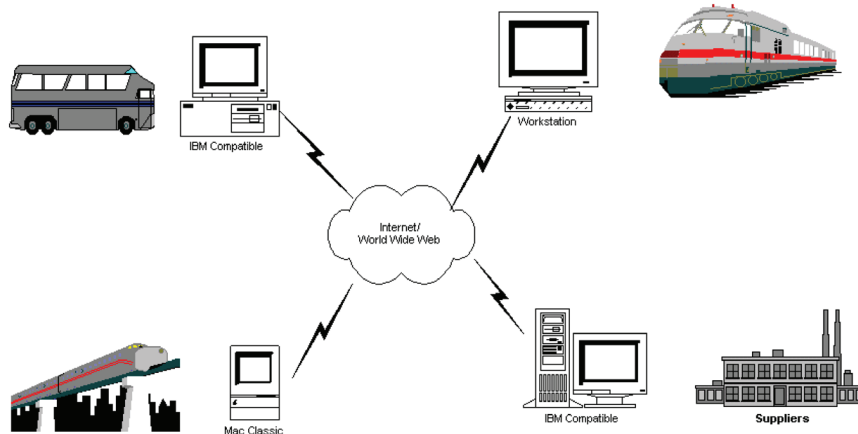 Workstation
IBM Compatible
Internet/
World Wide Web
IBM Compatible
Suppliers
Mac Classic